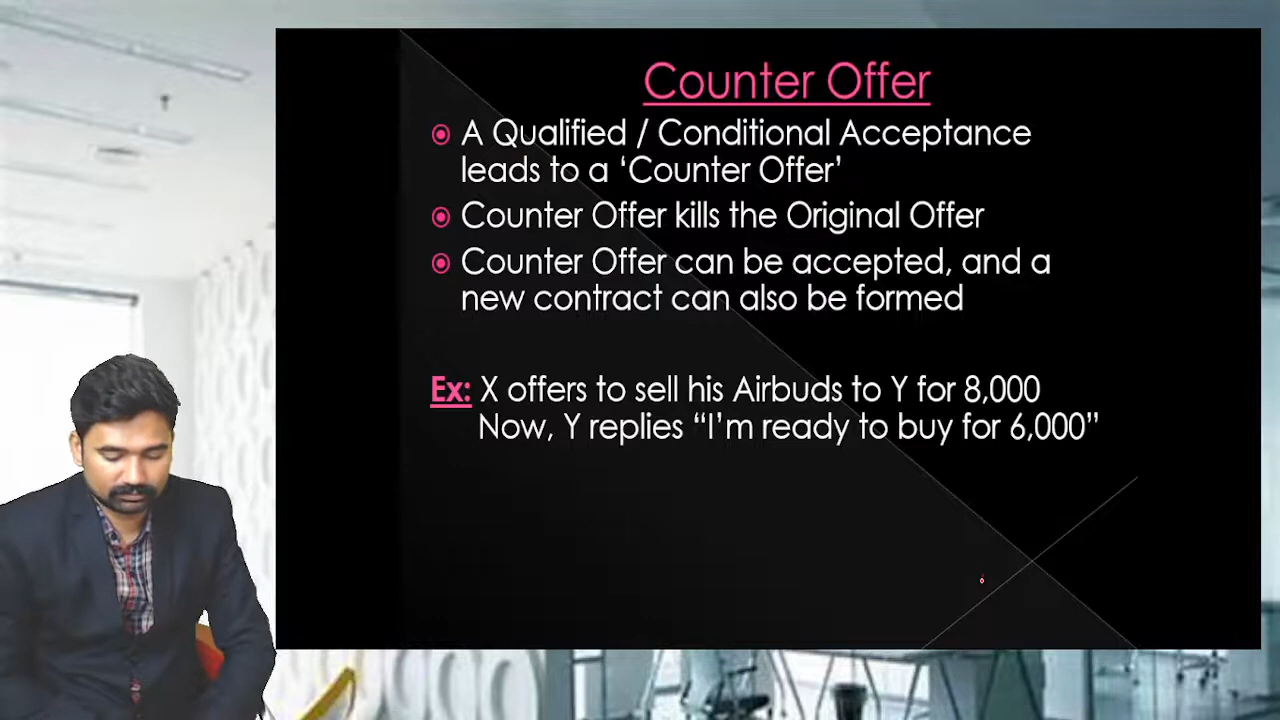 Counter Offer
A Qualified / Conditional Acceptance
leads to a ‘Counter Offer’
Counter Offer kills the Original Offer
Counter Offer can be accepted, and a
new contract can also be formed
Ex: X offers to sell his Airbuds to Y for 8,000
Now, Y replies “I’m ready to buy for 6,000”